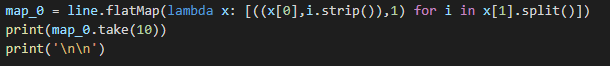 map_0 = line.flatMap(lambda x: [((x[0],i.strip()),1) for i in x[1].split()])
print(map_0.take(10))
print('\n\n')